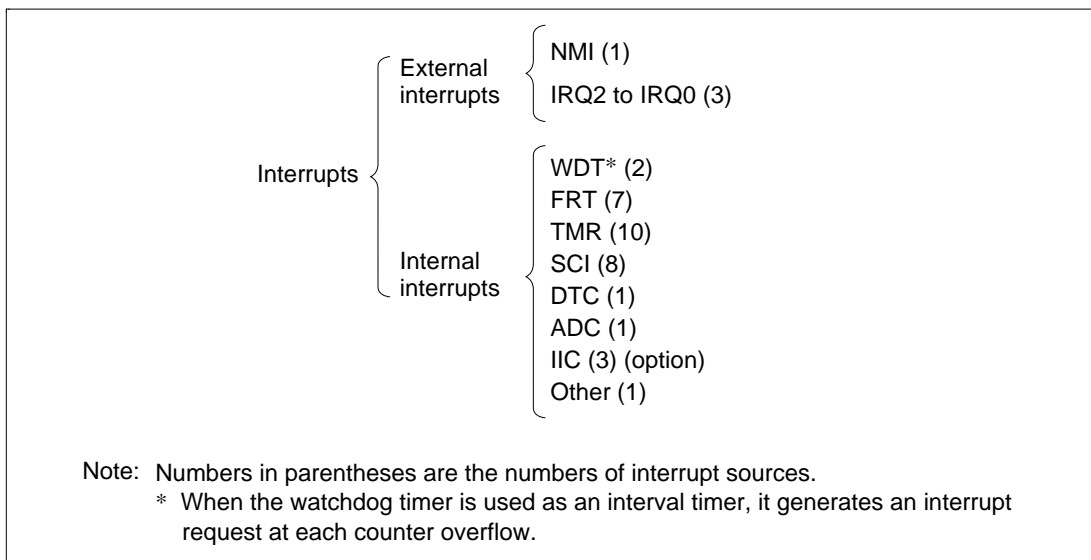 Interrupts
External
interrupts
NMI (1)
IRQ2 to IRQ0 (3)
Internal
interrupts
WDT* (2)
FRT (7)
TMR (10)
SCI (8)
DTC (1)
ADC (1)
IIC (3) (option)
Other (1)
Note: Numbers in parentheses are the numbers of interrupt sources.
* When the watchdog timer is used as an interval timer, it generates an interrupt
request at each counter overflow.